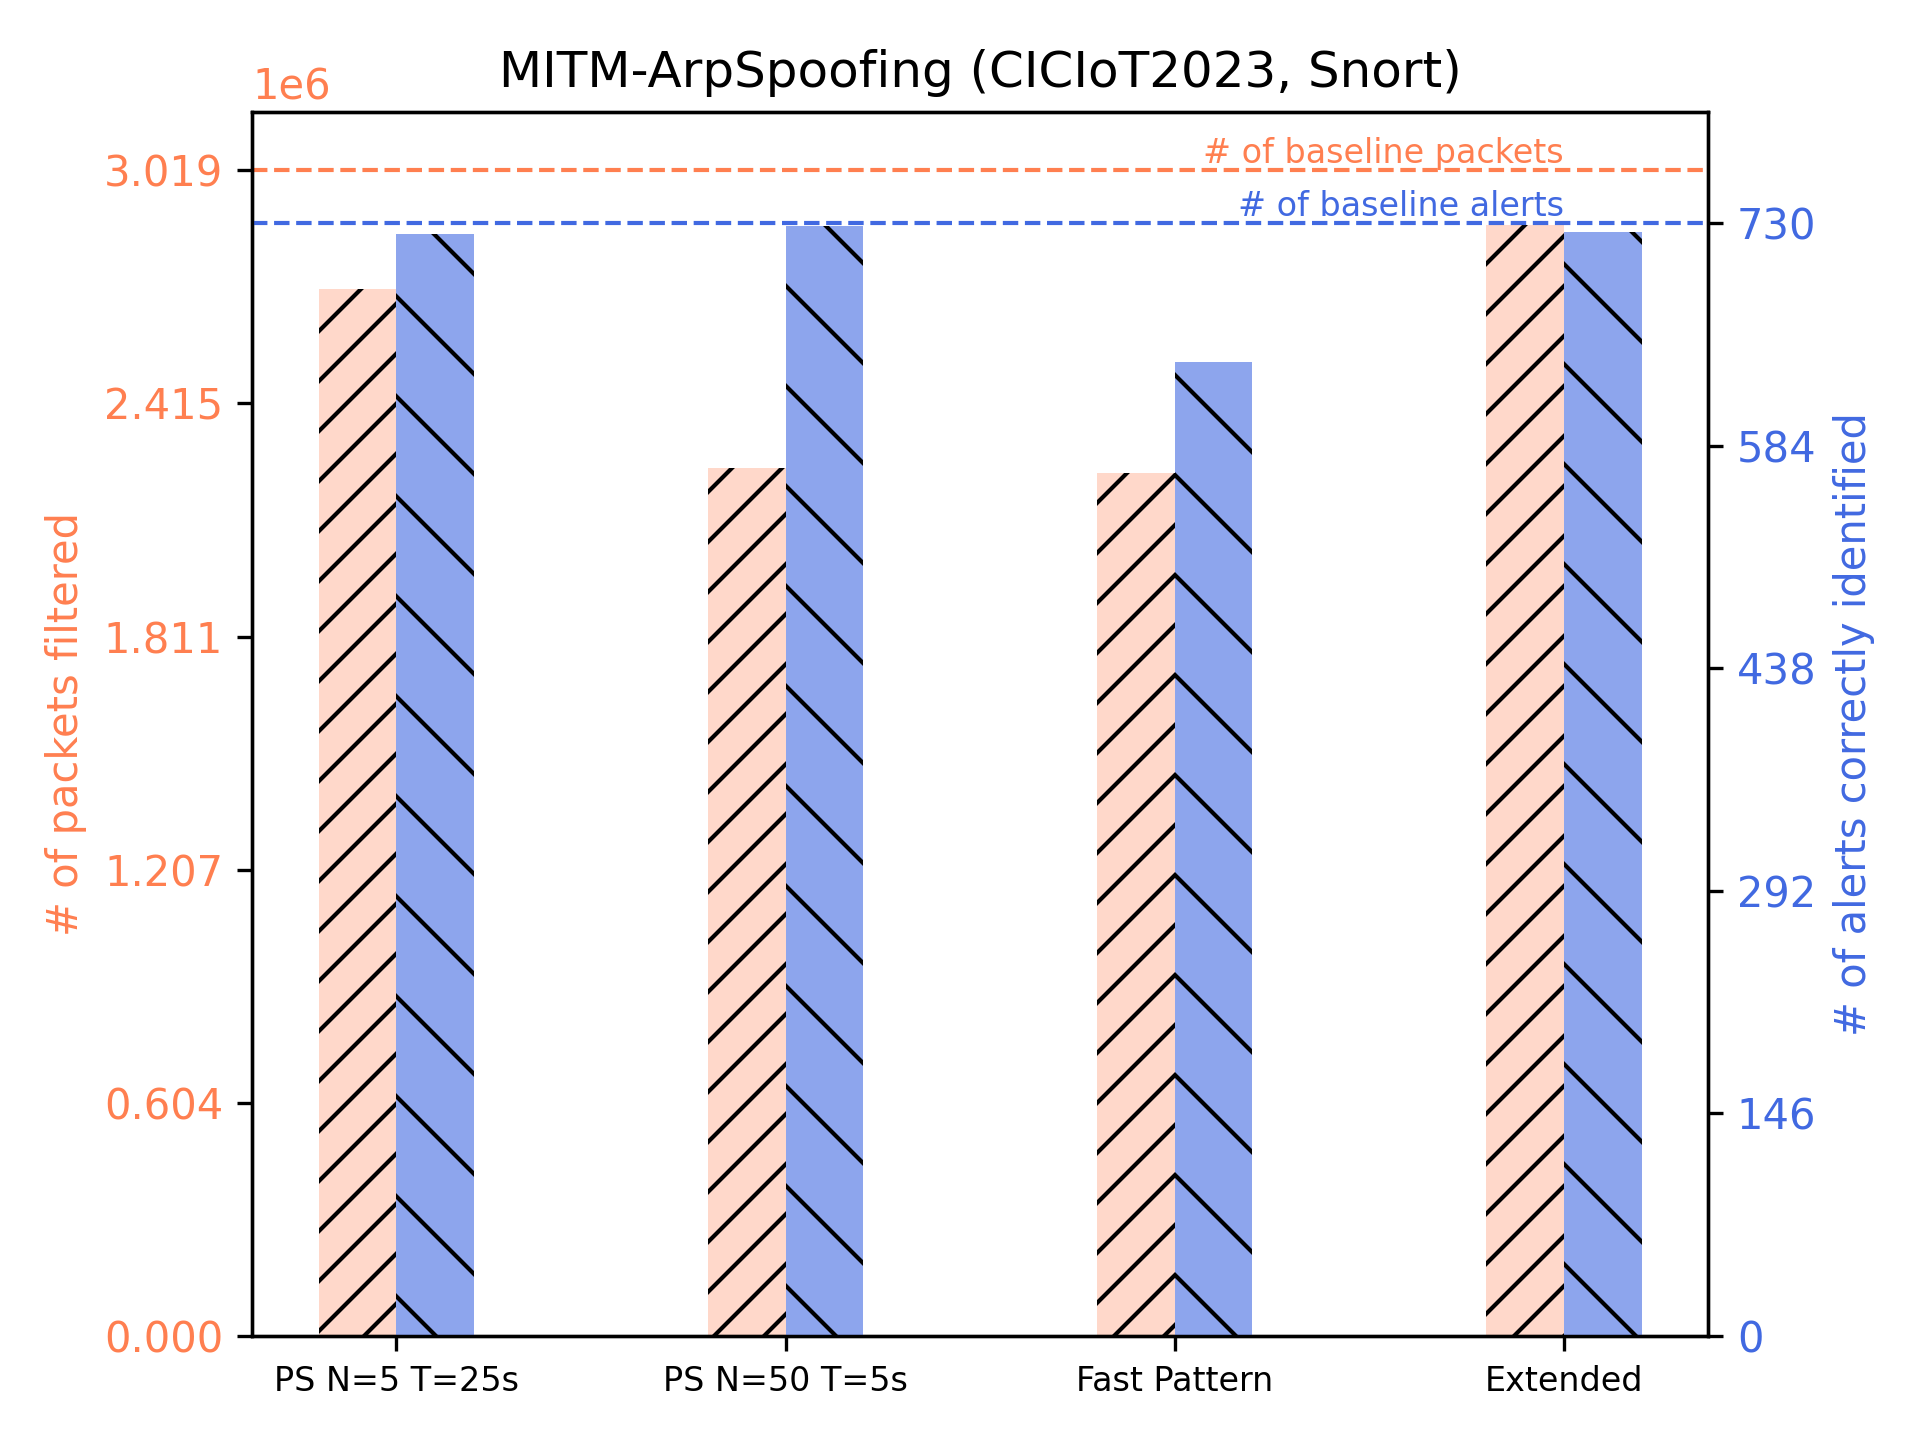 MITM-ArpSpoofing (CICIoT2023, Snort)
1e6
# of baseline packets
# of baseline alerts
3.019
2.415
1.811
1.207
0.604
0.000
# of packets filtered
730
584
438
292
146
0
# of alerts correctly identified
PS N=5 T=25s
PS N=50 T=5s
Fast Pattern
Extended